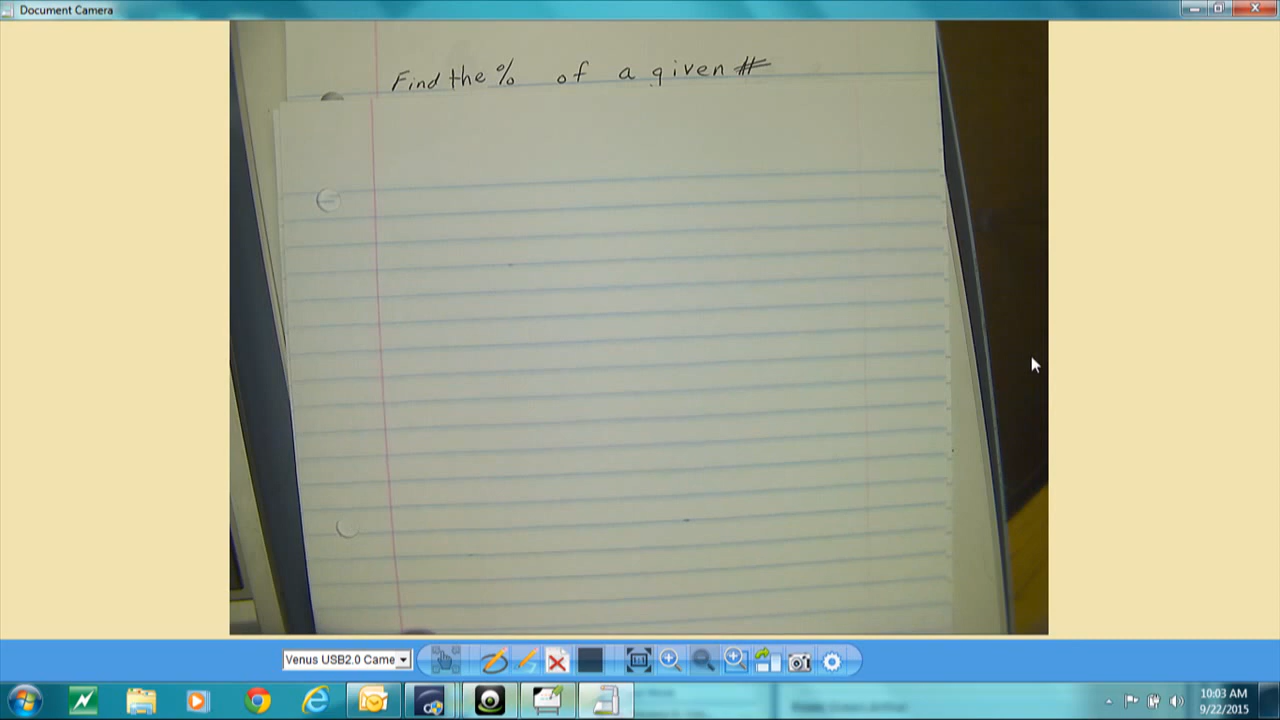 Document Camera
Find the % of a given #
Venus USB2.0 Came
10:03 AM
9/22/2015